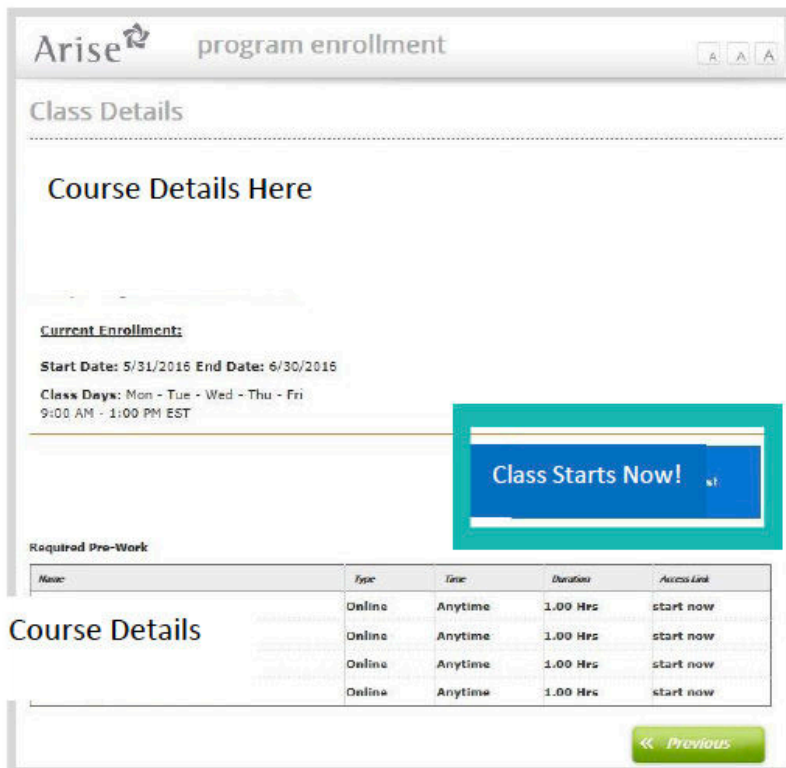 Arise program enrollment A A A
Class Details
Course Details Here
Current Enrollment:
Start Date: 5/31/2016 End Date: 6/30/2016
Class Days: Mon - Tue - Wed - Thu - Fri
9:00 AM - 1:00 PM EST
Class Starts Now!
Required Pre-Work
Name Type Time Duration Access Link
Online Anytime 1.00 Hrs start now
Course Details
Online Anytime 1.00 Hrs start now
Online Anytime 1.00 Hrs start now
Online Anytime 1.00 Hrs start now
« Previous